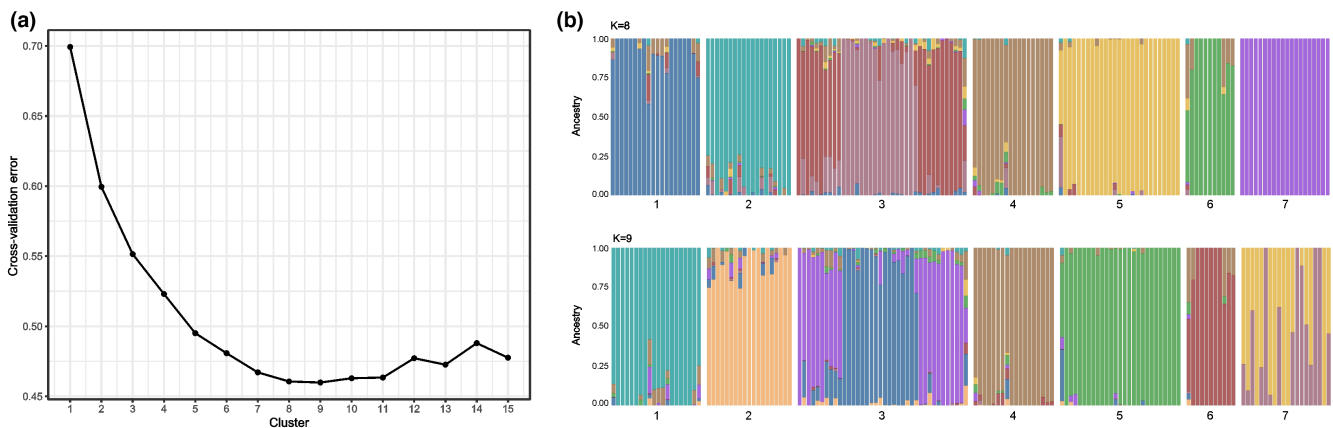 (a)
0.70
0.65
0.60
0.55
0.50
0.45
Cross-validation error
1 2 3 4 5 6 7 8 9 10 11 12 13 14 15
Cluster
(b)
K=8
1.00
0.75
0.50
0.25
0.00
Ancestry
1 2 3 4 5 6 7
K=9
1.00
0.75
0.50
0.25
0.00
Ancestry
1 2 3 4 5 6 7